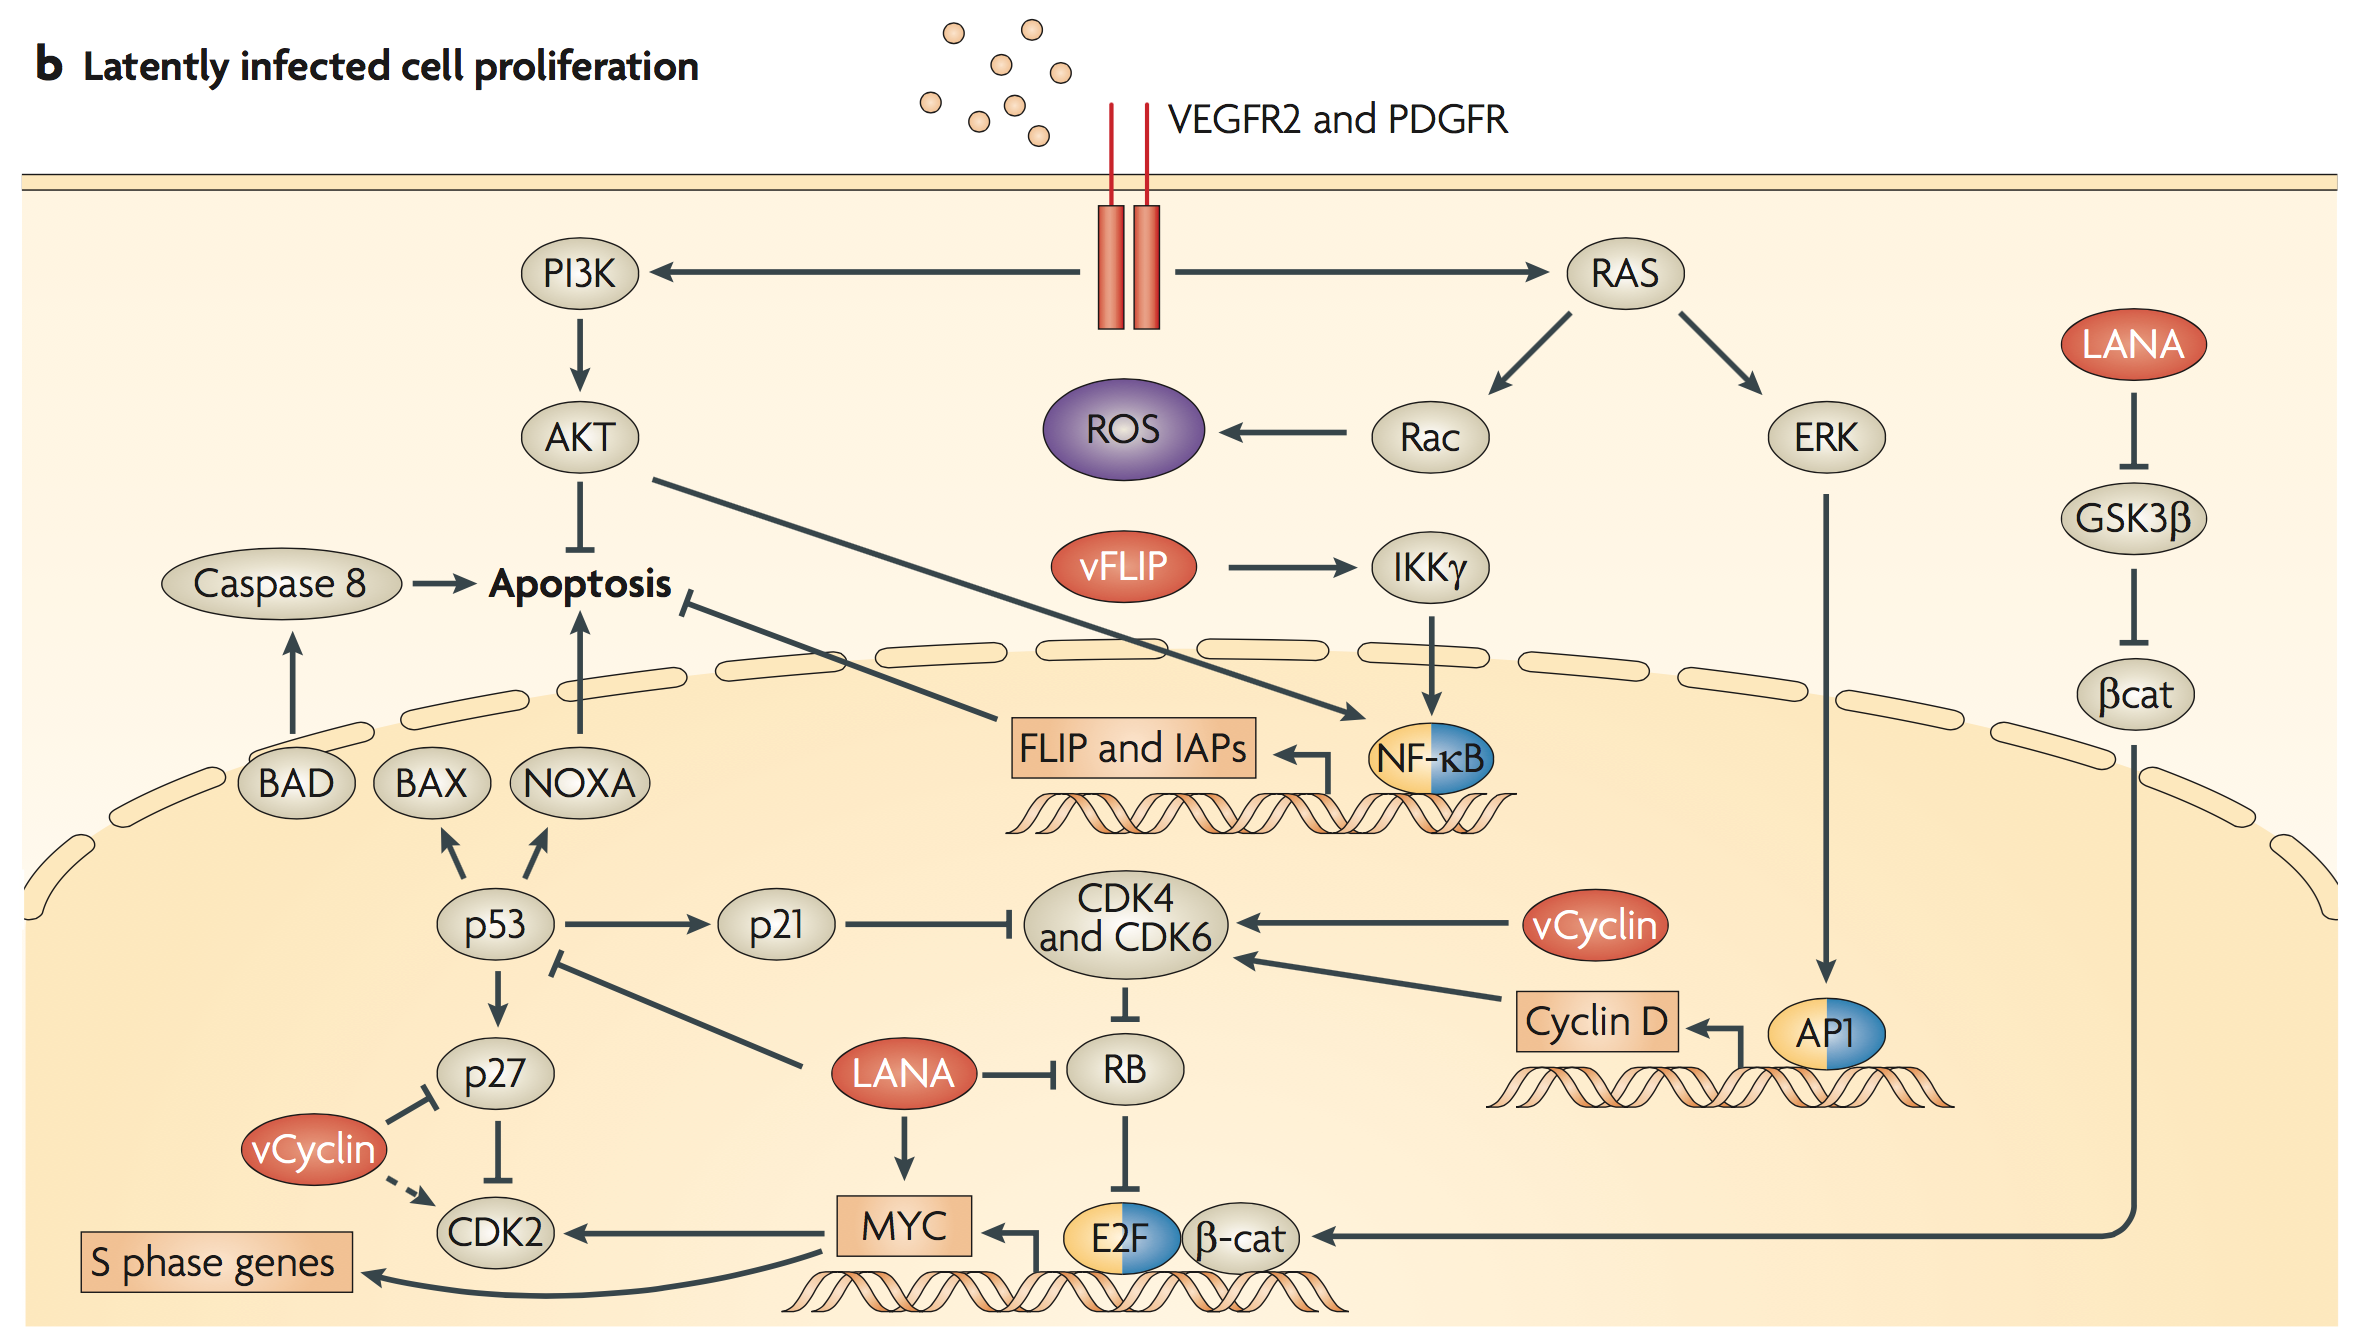 b Latently infected cell proliferation
VEGFR2 and PDGFR
PI3K
RAS
LANA
AKT
ROS
Rac
ERK
GSK3β
Caspase 8
Apoptosis
vFLIP
IKKγ
βcat
BAD
BAX
NOXA
FLIP and IAPs
NF-κB
p53
p21
CDK4
and CDK6
vCyclin
Cyclin D
AP1
p27
LANA
RB
vCyclin
CDK2
MYC
E2F
β-cat
S phase genes